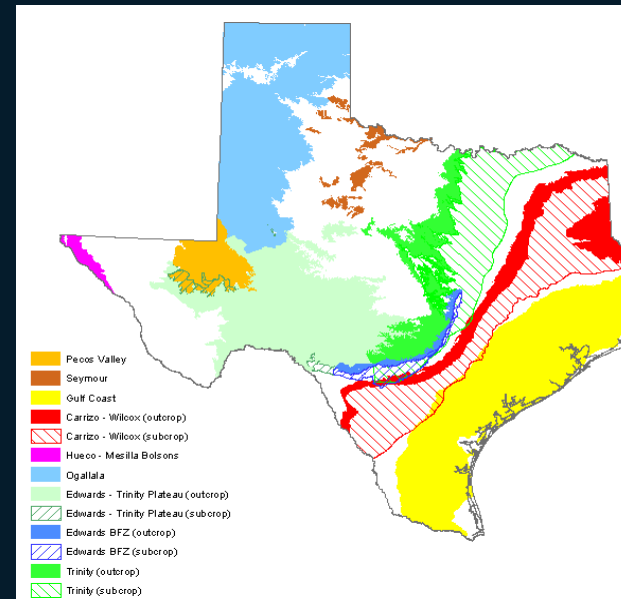 Pecos Valley
Seymour
Gulf Coast
Carrizo - Wilcox (outcrop)
Carrizo - Wilcox (subcrop)
Hueco - Mesilla Bolsons
Ogallala
Edwards - Trinity Plateau (outcrop)
Edwards - Trinity Plateau (subcrop)
Edwards BFZ (outcrop)
Edwards BFZ (subcrop)
Trinity (outcrop)
Trinity (subcrop)